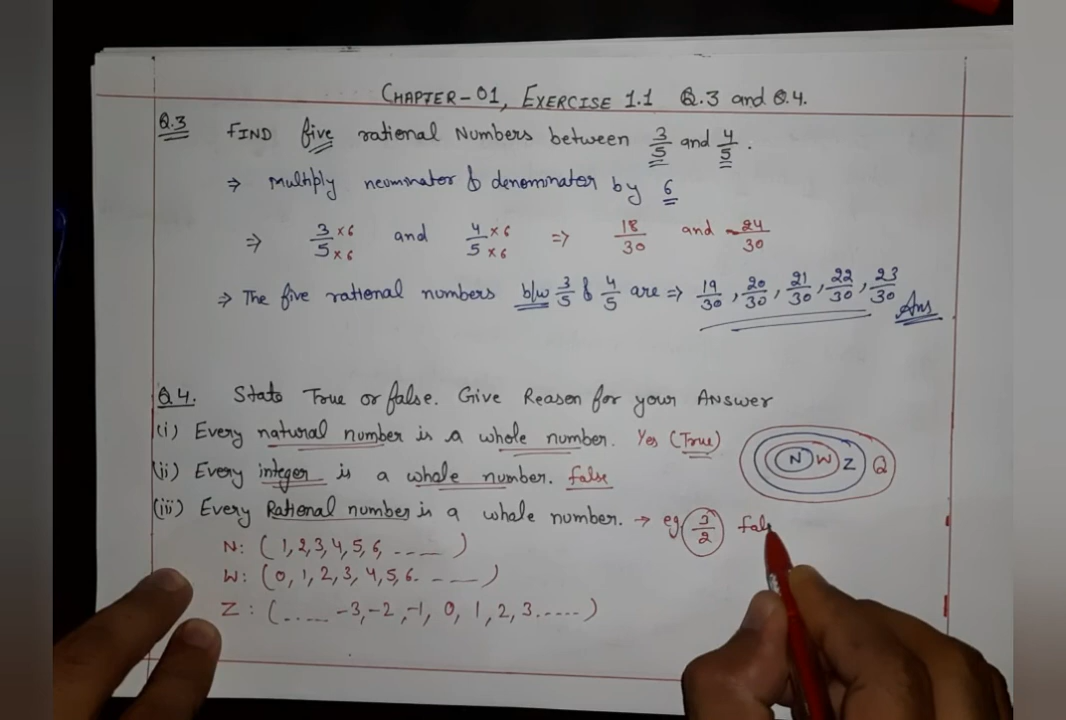 CHAPTER-01, EXERCISE 1.1 Q.3 and Q.4.
Q.3 FIND five rational Numbers between 3/5 and 4/5.
⇒ Multiply neuminator & denominator by 6
⇒ 3×6/5×6 and 4×6/5×6 ⇒ 18/30 and 24/30
⇒ The five rational numbers b/w 3/5 & 4/5 are ⇒ 19/30, 20/30, 21/30, 22/30, 23/30 Ans
Q.4. State True or false. Give Reason for your Answer
(i) Every natural number is a whole number. Yes (True)
N W Z Q
(ii) Every integer is a whole number. false
(iii) Every Rational number is a whole number. → eg 3/2 fal
N: (1,2,3,4,5,6, -----)
W: (0,1,2,3,4,5,6. ----)
Z: (..... -3,-2,-1, 0, 1, 2, 3.....)